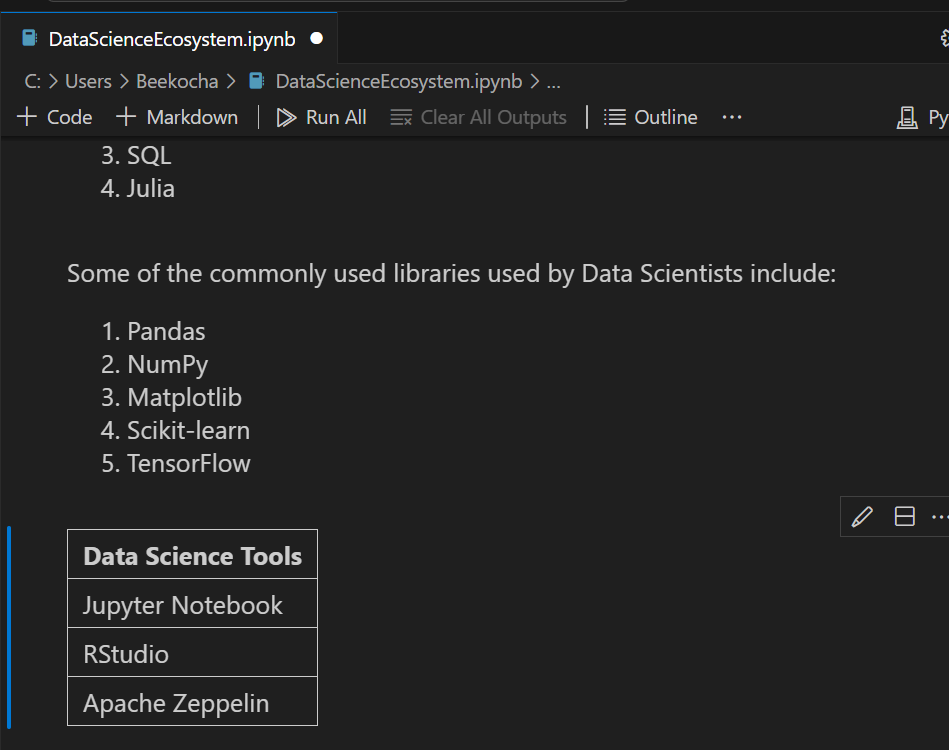 DataScienceEcosystem.ipynb
C: > Users > Beekocha > DataScienceEcosystem.ipynb > ...
+ Code + Markdown | Run All Clear All Outputs | Outline ... Py
3. SQL
4. Julia
Some of the commonly used libraries used by Data Scientists include:
1. Pandas
2. NumPy
3. Matplotlib
4. Scikit-learn
5. TensorFlow
Data Science Tools
Jupyter Notebook
RStudio
Apache Zeppelin